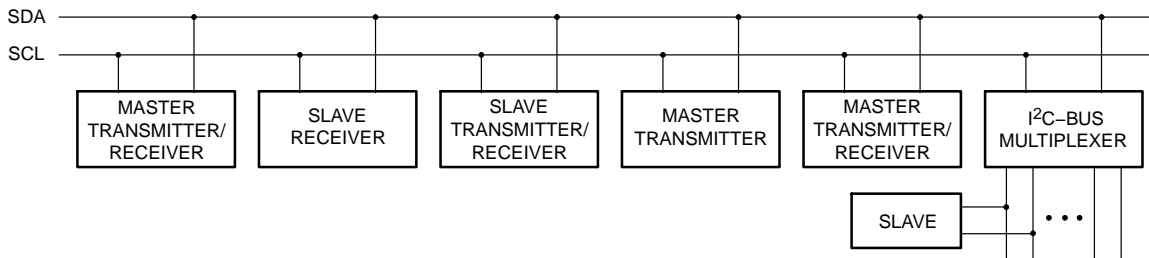 SDA
SCL
MASTER
TRANSMITTER/
RECEIVER
SLAVE
RECEIVER
SLAVE
TRANSMITTER/
RECEIVER
MASTER
TRANSMITTER
MASTER
TRANSMITTER/
RECEIVER
I²C–BUS
MULTIPLEXER
SLAVE